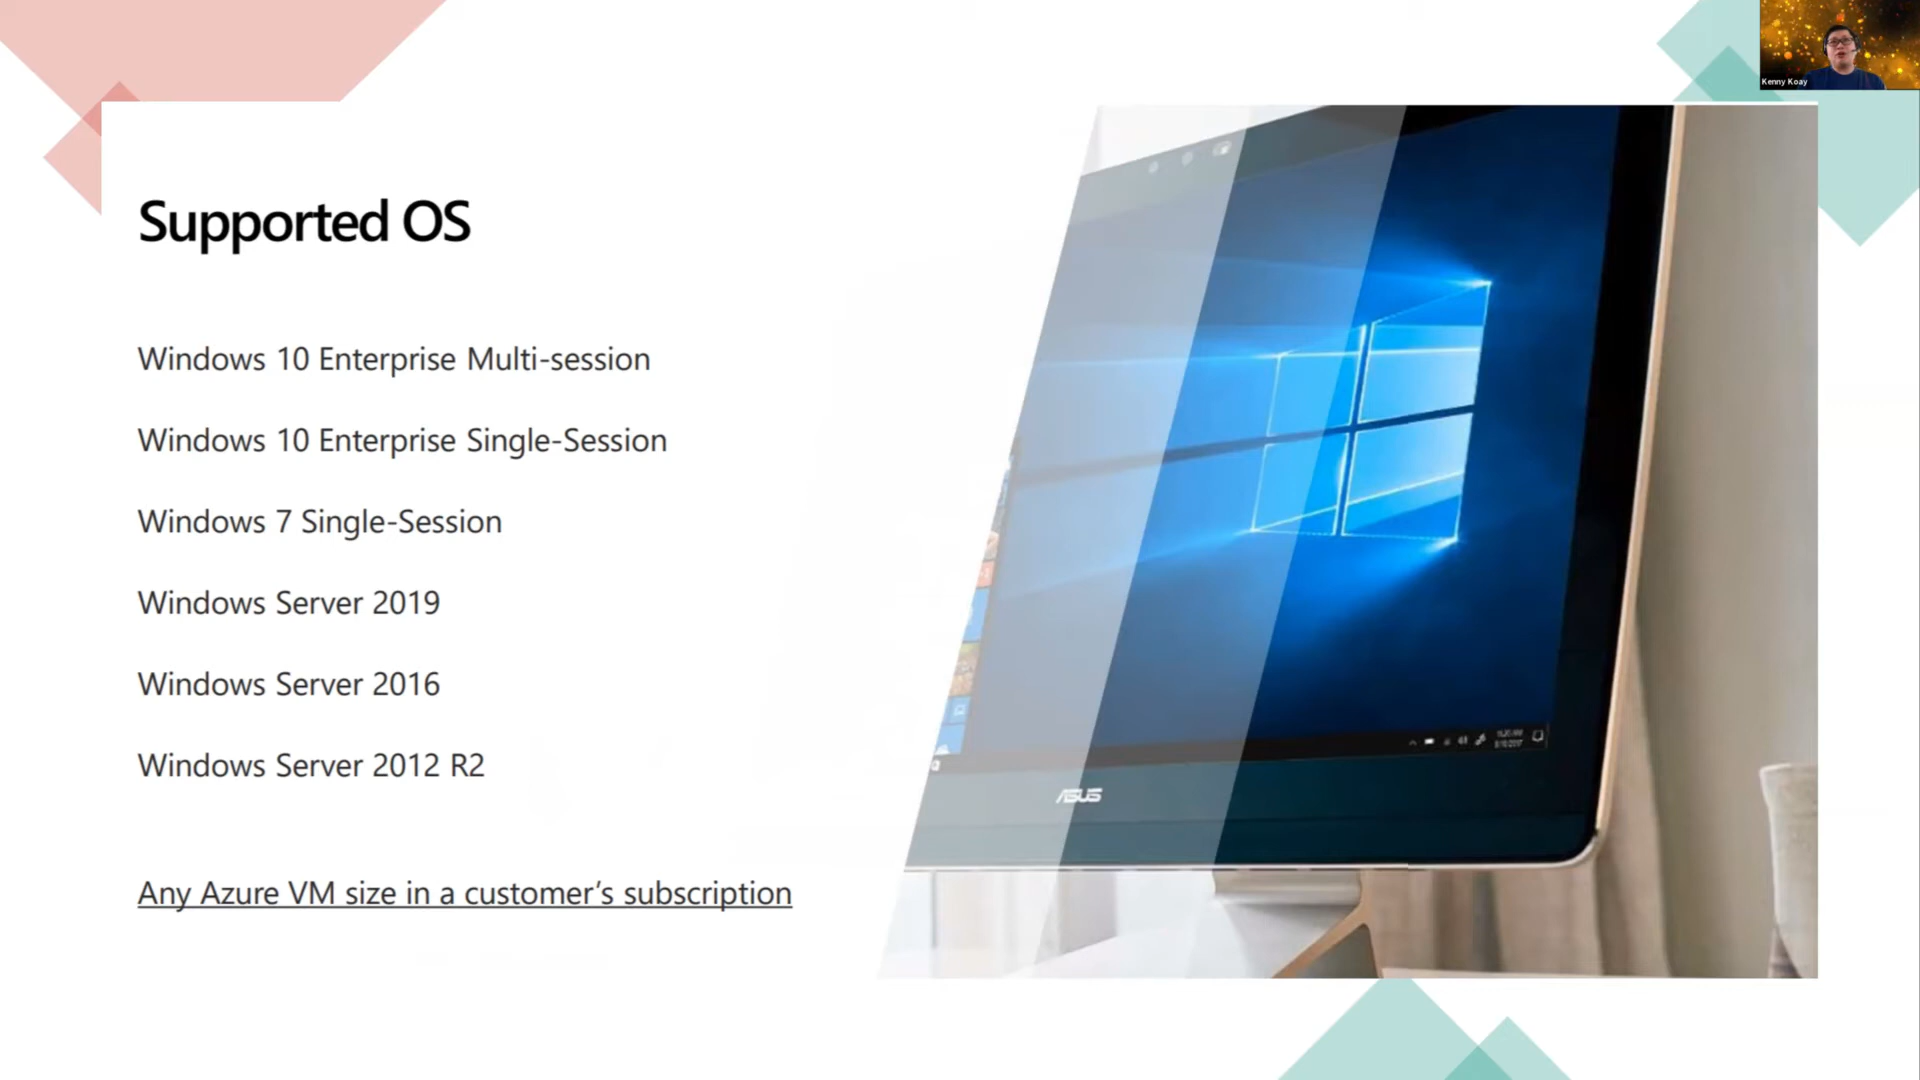 Kenny Koay
Supported OS
Windows 10 Enterprise Multi-session
Windows 10 Enterprise Single-Session
Windows 7 Single-Session
Windows Server 2019
Windows Server 2016
Windows Server 2012 R2
Any Azure VM size in a customer’s subscription
ASUS